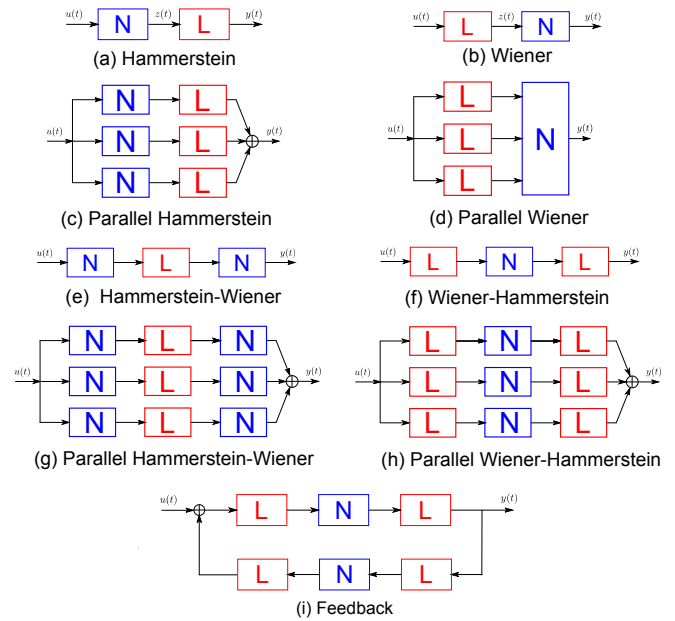 u(t) N z(t) L y(t)
(a) Hammerstein
u(t) L z(t) N y(t)
(b) Wiener
N L
u(t) N L y(t)
N L
(c) Parallel Hammerstein
L
u(t) L N y(t)
L
(d) Parallel Wiener
u(t) N L N y(t)
(e) Hammerstein-Wiener
u(t) L N L y(t)
(f) Wiener-Hammerstein
N L N
u(t) N L N y(t)
N L N
(g) Parallel Hammerstein-Wiener
L N L
u(t) L N L y(t)
L N L
(h) Parallel Wiener-Hammerstein
u(t) L N L y(t)
L N L
(i) Feedback